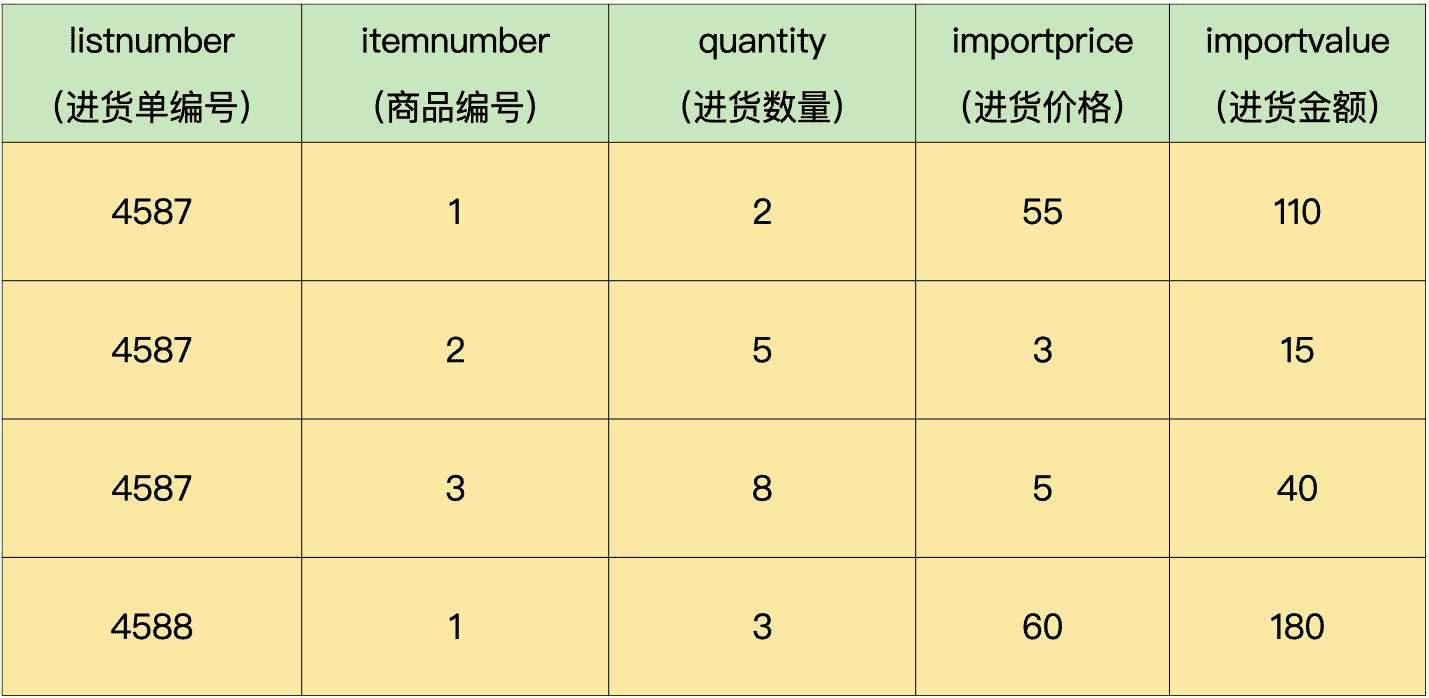 listnumber itemnumber quantity importprice importvalue
（进货单编号） （商品编号） （进货数量） （进货价格） （进货金额）
4587 1 2 55 110
4587 2 5 3 15
4587 3 8 5 40
4588 1 3 60 180